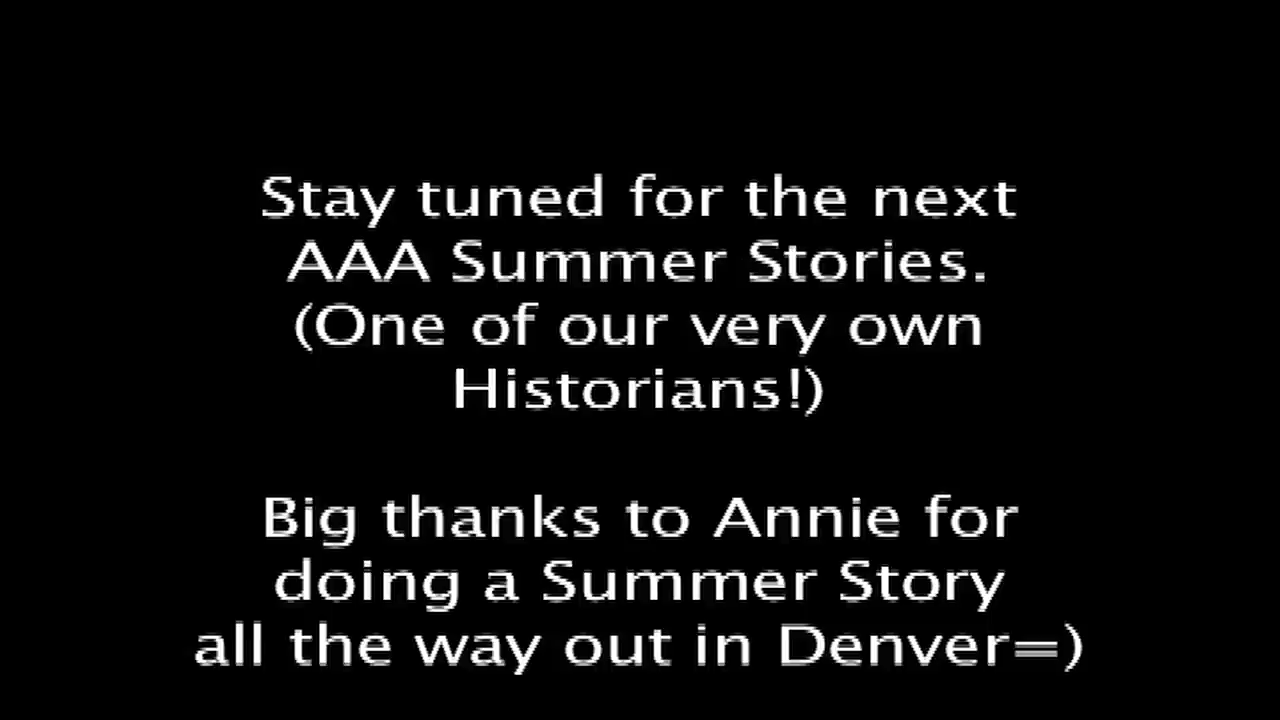 Stay tuned for the next
AAA Summer Stories.
(One of our very own
Historians!)
Big thanks to Annie for
doing a Summer Story
all the way out in Denver=)